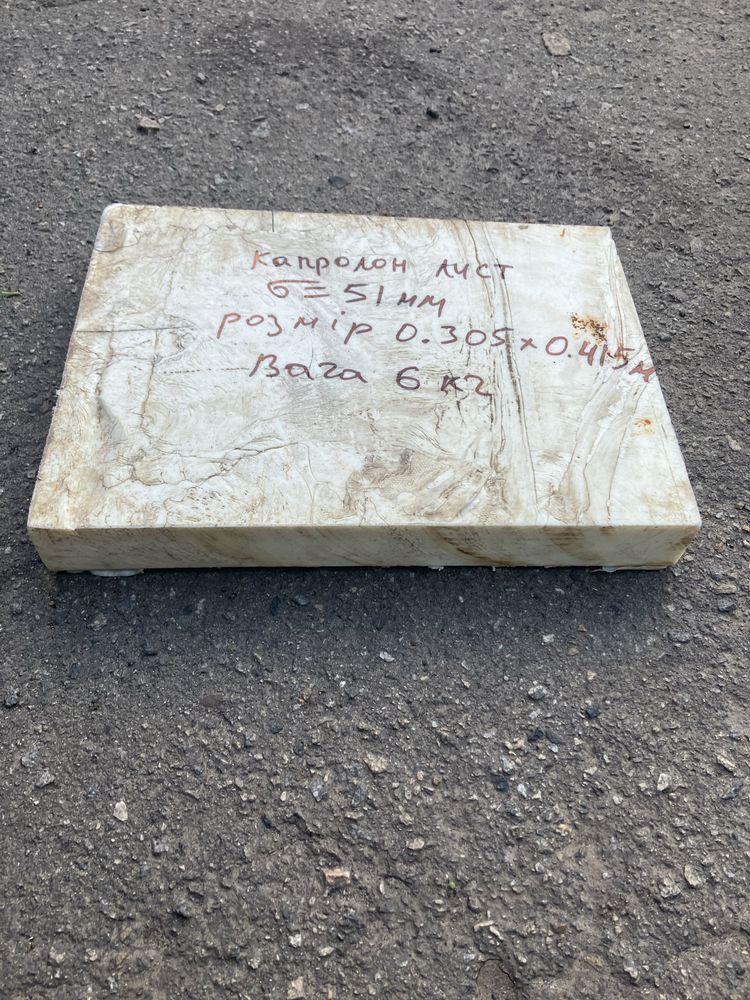 Капролон лист
б = 51 мм
розмір 0.305 x 0.415 м
Вага 6 кг